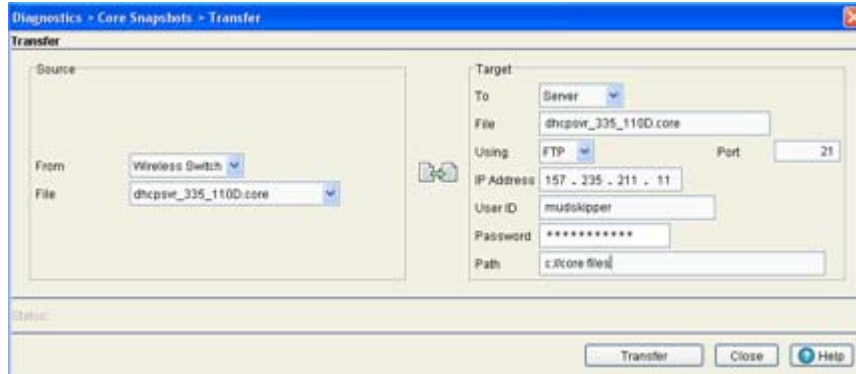 Diagnostics > Core Snapshots > Transfer
Transfer
Source
From Wireless Switch
File dhcpsvr_335_110D.core
Target
To Server
File dhcpsvr_335_110D.core
Using FTP Port 21
IP Address 157 . 235 . 211 . 11
User ID mudskipper
Password ***********
Path c://core files
Status:
Transfer Close Help